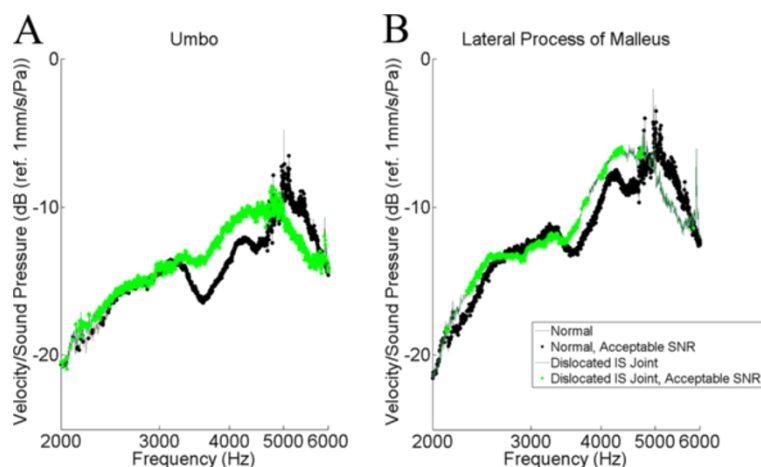 A
Umbo
Velocity/Sound Pressure (dB (ref. 1mm/s/Pa))
0
-10
-20
2000
3000
4000
5000
6000
Frequency (Hz)
B
Lateral Process of Malleus
Velocity/Sound Pressure (dB (ref. 1mm/s/Pa))
0
-10
-20
Normal
Normal, Acceptable SNR
Dislocated IS Joint
Dislocated IS Joint, Acceptable SNR
2000
3000
4000
5000
6000
Frequency (Hz)